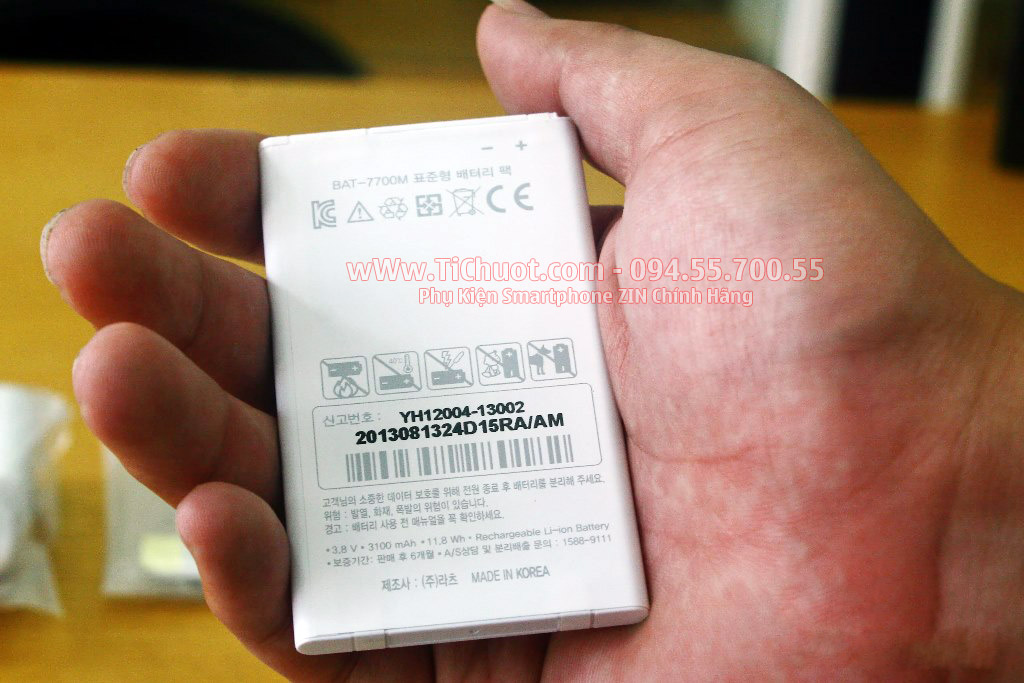 − +
BAT-7700M 표준형 배터리 팩
wWw.TiChuot.com - 094.55.700.55
Phụ Kiện Smartphone ZIN Chính Hãng
신고번호 : YH12004-13002
2013081324D15RA/AM
고객님의 소중한 데이터 보호를 위해 전원 종료 후 배터리를 분리해 주세요.
위험 : 발열, 화재, 폭발의 위험이 있습니다.
경고 : 배터리 사용 전 매뉴얼을 꼭 확인하세요.
• 3.8 V • 3100 mAh • 11.8 Wh • Rechargeable Li-ion Battery
• 보증기간: 판매 후 6개월 • A/S상담 및 분리배출 문의 : 1588-9111
제조사 : (주)라츠 MADE IN KOREA